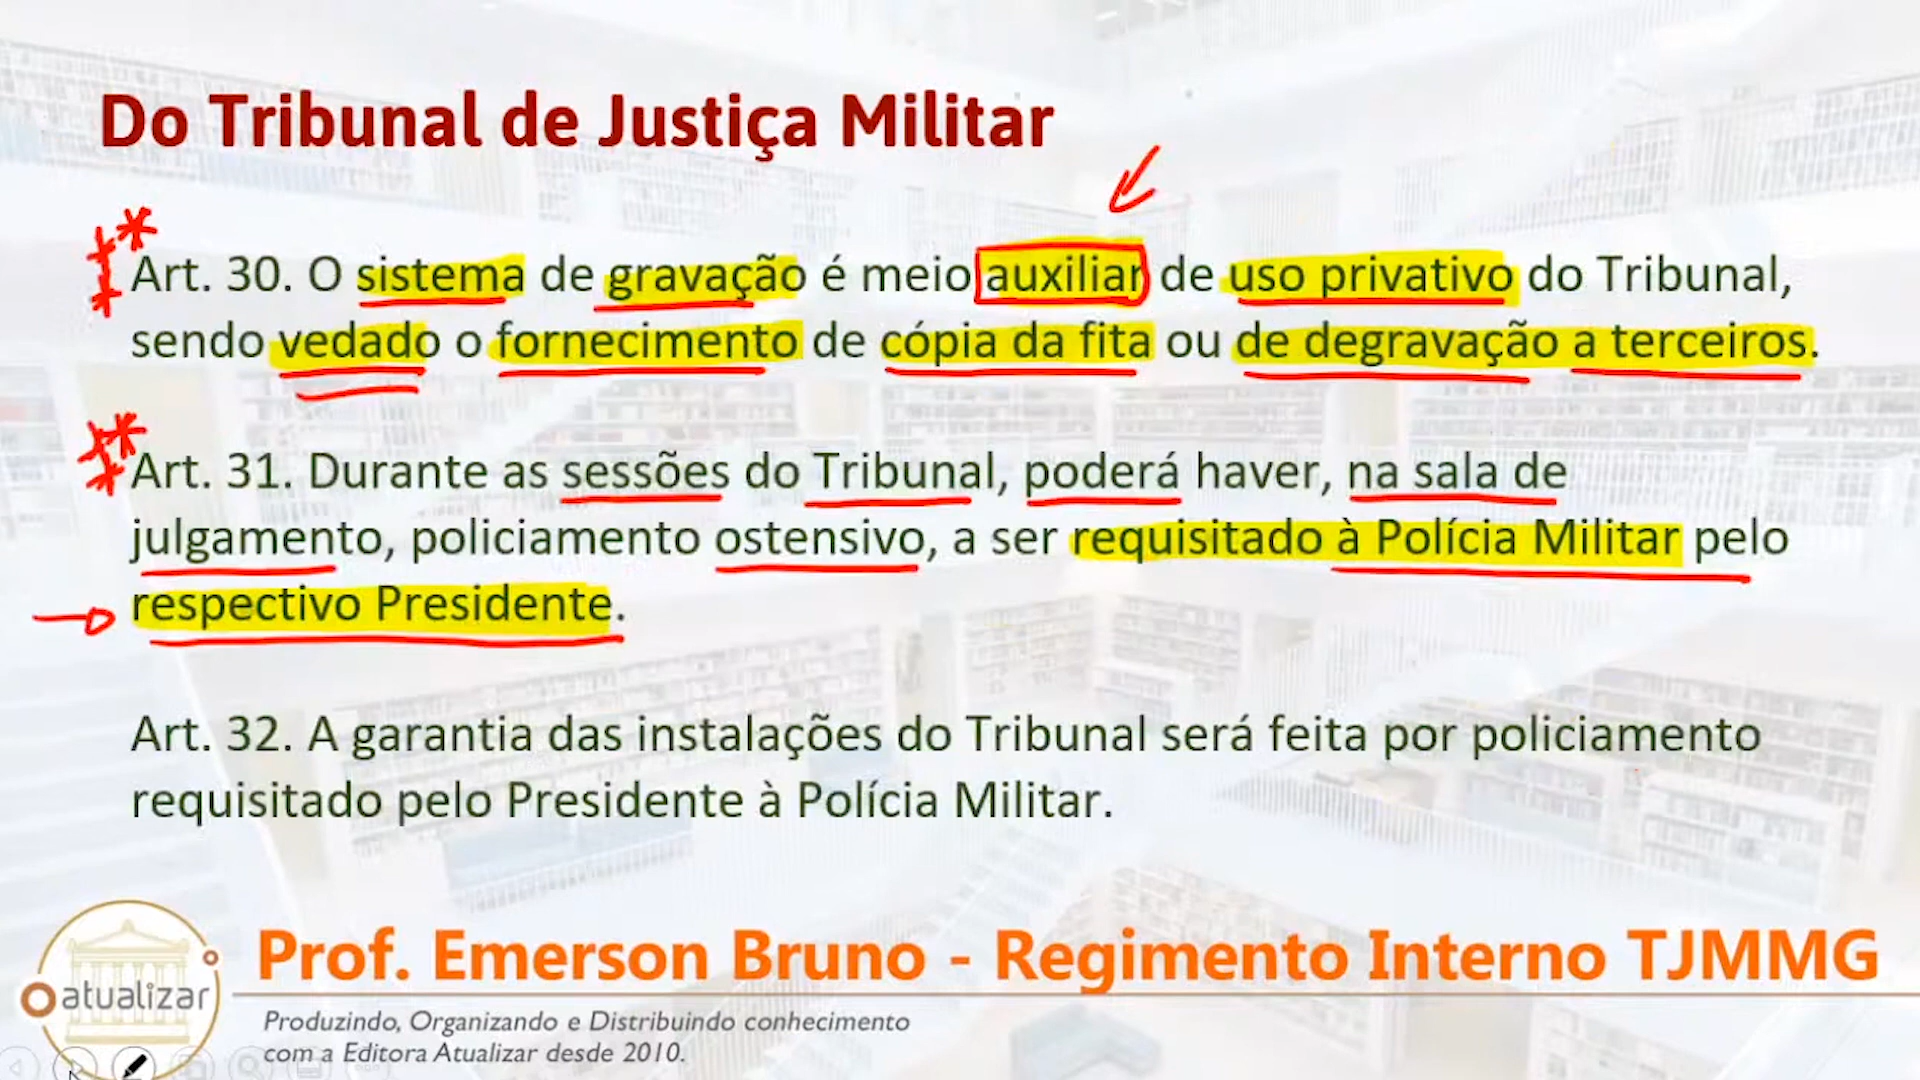 Do Tribunal de Justiça Militar
Art. 30. O sistema de gravação é meio auxiliar de uso privativo do Tribunal,
sendo vedado o fornecimento de cópia da fita ou de degravação a terceiros.
Art. 31. Durante as sessões do Tribunal, poderá haver, na sala de
julgamento, policiamento ostensivo, a ser requisitado à Polícia Militar pelo
respectivo Presidente.
Art. 32. A garantia das instalações do Tribunal será feita por policiamento
requisitado pelo Presidente à Polícia Militar.
Prof. Emerson Bruno - Regimento Interno TJMMG
atualizar
Produzindo, Organizando e Distribuindo conhecimento
com a Editora Atualizar desde 2010.